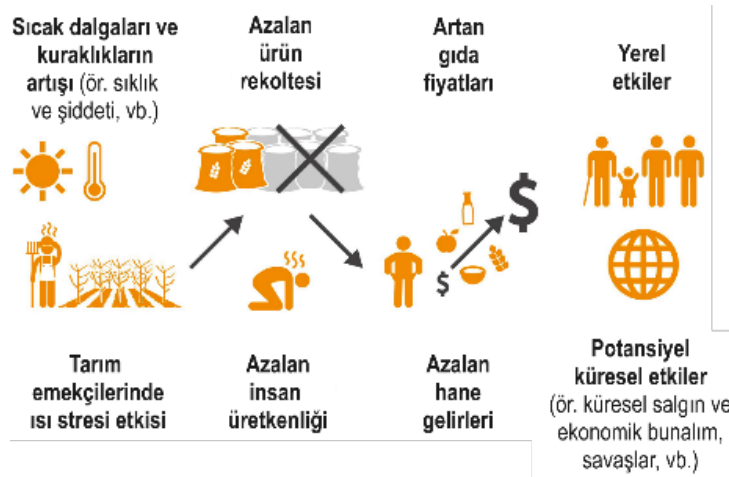 Sıcak dalgaları ve
kuraklıkların
artışı (ör. sıklık
ve şiddeti, vb.)
Azalan
ürün
rekoltesi
Artan
gıda
fiyatları
Yerel
etkiler
$
$
Tarım
emekçilerinde
ısı stresi etkisi
Azalan
insan
üretkenliği
Azalan
hane
gelirleri
Potansiyel
küresel etkiler
(ör. küresel salgın ve
ekonomik bunalım,
savaşlar, vb.)